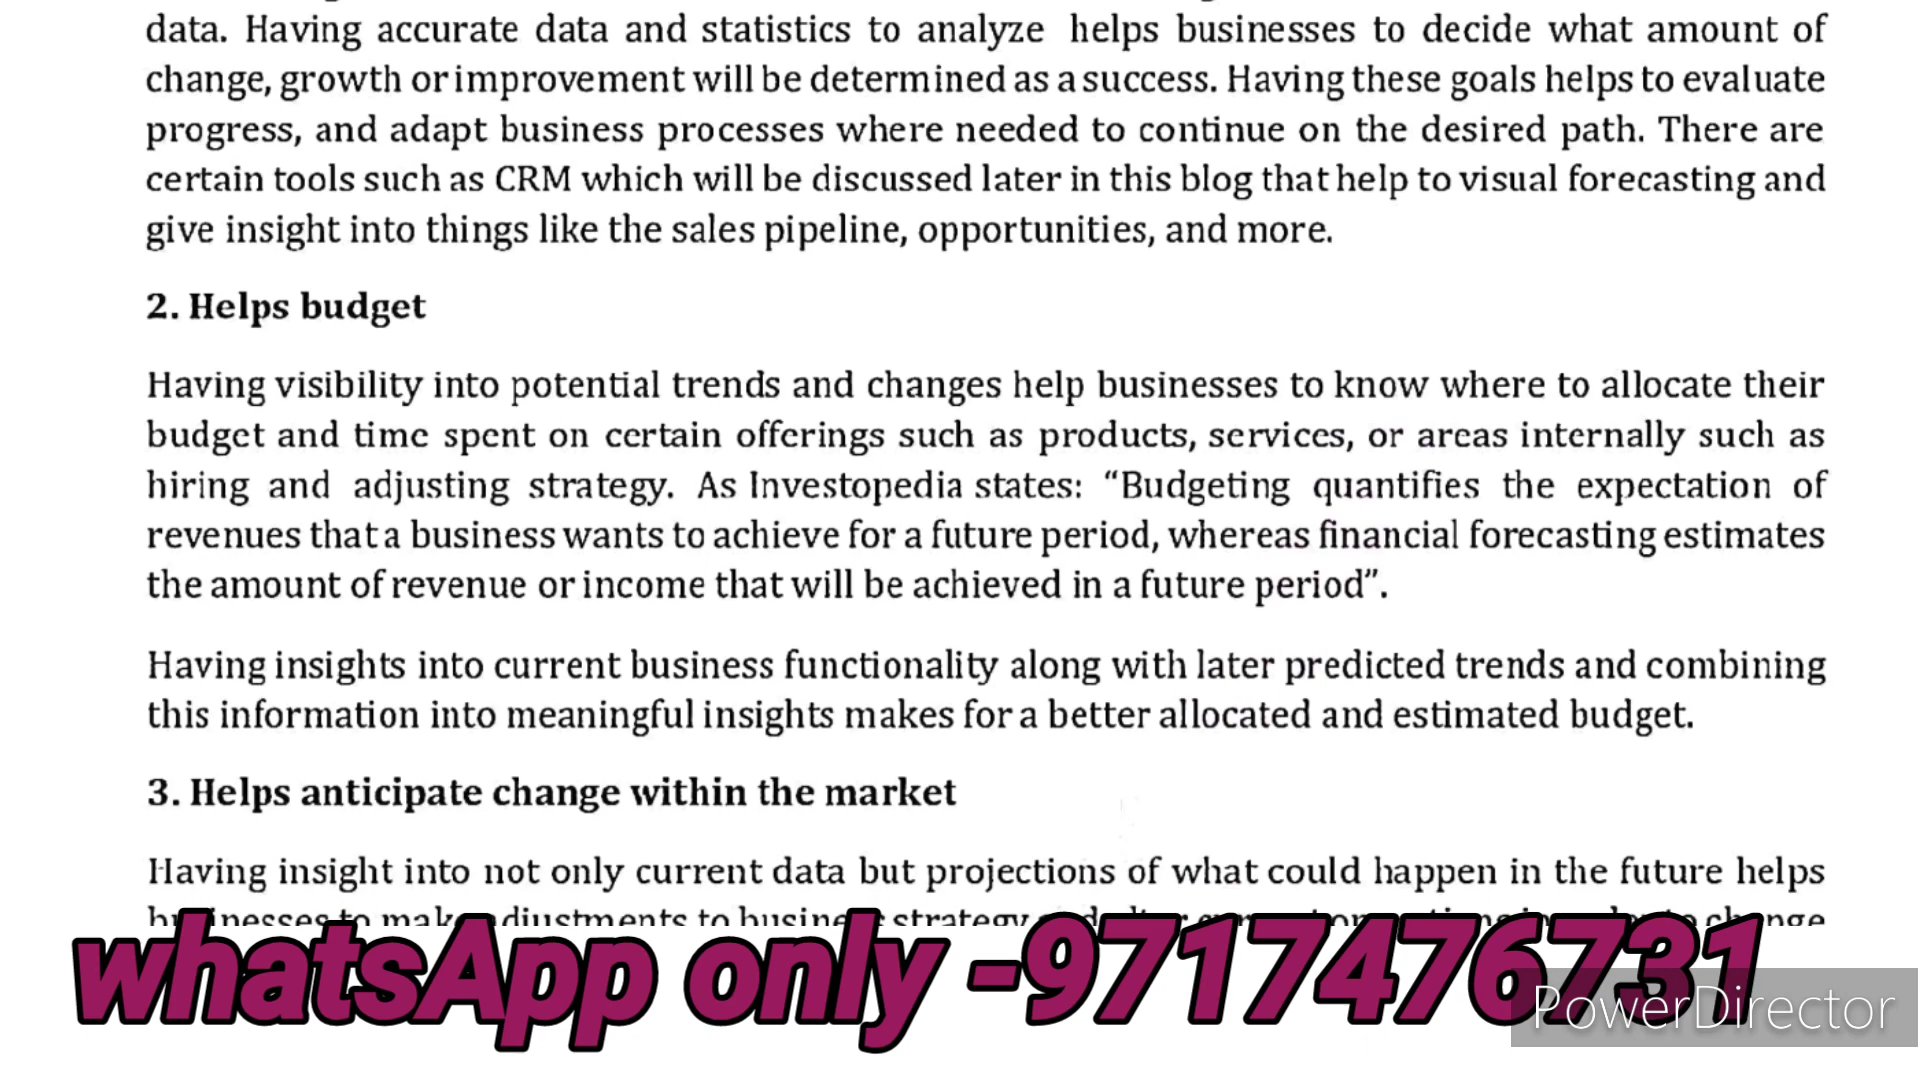 data. Having accurate data and statistics to analyze helps businesses to decide what amount of
change, growth or improvement will be determined as a success. Having these goals helps to evaluate
progress, and adapt business processes where needed to continue on the desired path. There are
certain tools such as CRM which will be discussed later in this blog that help to visual forecasting and
give insight into things like the sales pipeline, opportunities, and more.
2. Helps budget
Having visibility into potential trends and changes help businesses to know where to allocate their
budget and time spent on certain offerings such as products, services, or areas internally such as
hiring and adjusting strategy. As Investopedia states: “Budgeting quantifies the expectation of
revenues that a business wants to achieve for a future period, whereas financial forecasting estimates
the amount of revenue or income that will be achieved in a future period”.
Having insights into current business functionality along with later predicted trends and combining
this information into meaningful insights makes for a better allocated and estimated budget.
3. Helps anticipate change within the market
Having insight into not only current data but projections of what could happen in the future helps
businesses to make adjustments to business strategy change
whatsApp only -9717476731
PowerDirector